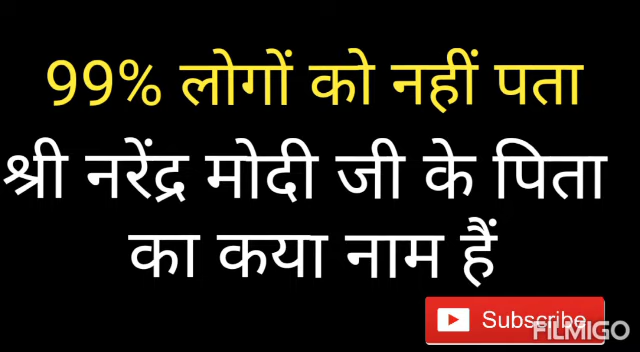 99% लोगों को नहीं पता
श्री नरेंद्र मोदी जी के पिता
का कया नाम हैं
Subscribe
FILMIGO